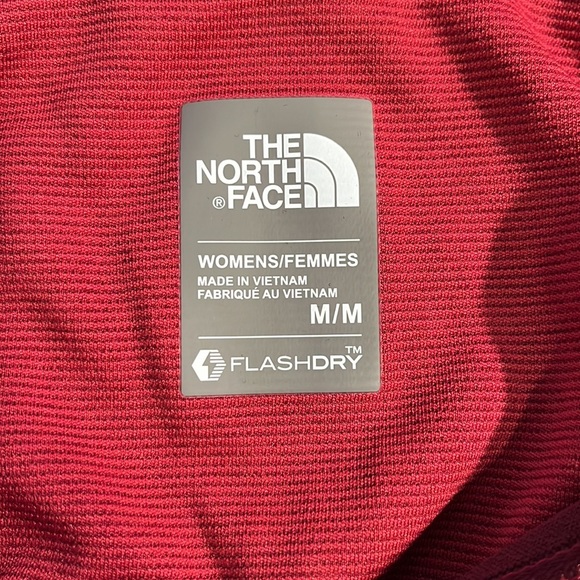 THE
NORTH
® FACE
WOMENS/FEMMES
MADE IN VIETNAM
FABRIQUÉ AU VIETNAM
M/M
FLASHDRY™